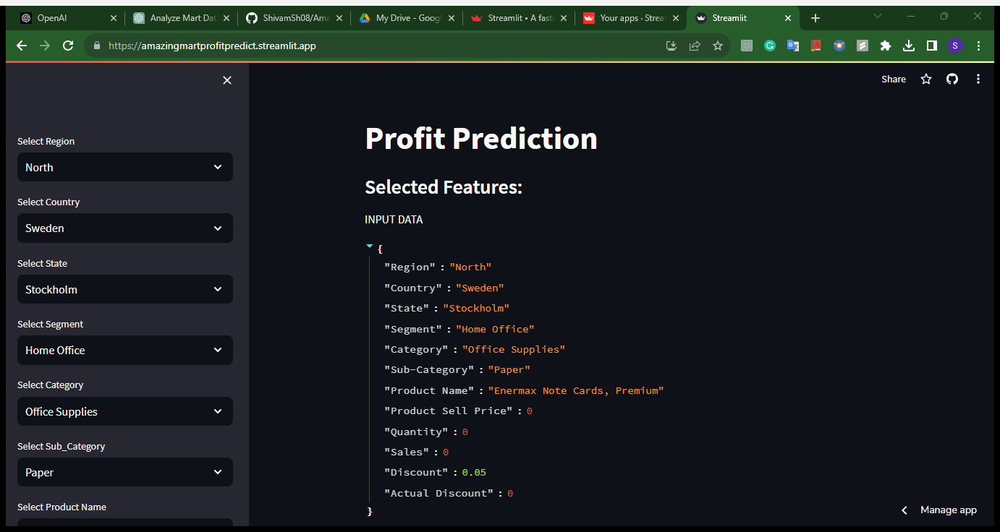 OpenAI
Analyze Mart Dat
ShivamSh08/Ama
My Drive - Googl
Streamlit • A fast
Your apps · Strea
Streamlit
https://amazingmartprofitpredict.streamlit.app
S
Share
Select Region
North
Select Country
Sweden
Select State
Stockholm
Select Segment
Home Office
Select Category
Office Supplies
Select Sub_Category
Paper
Select Product Name
Profit Prediction
Selected Features:
INPUT DATA
{
"Region" : "North"
"Country" : "Sweden"
"State" : "Stockholm"
"Segment" : "Home Office"
"Category" : "Office Supplies"
"Sub-Category" : "Paper"
"Product Name" : "Enermax Note Cards, Premium"
"Product Sell Price" : 0
"Quantity" : 0
"Sales" : 0
"Discount" : 0.05
"Actual Discount" : 0
}
Manage app